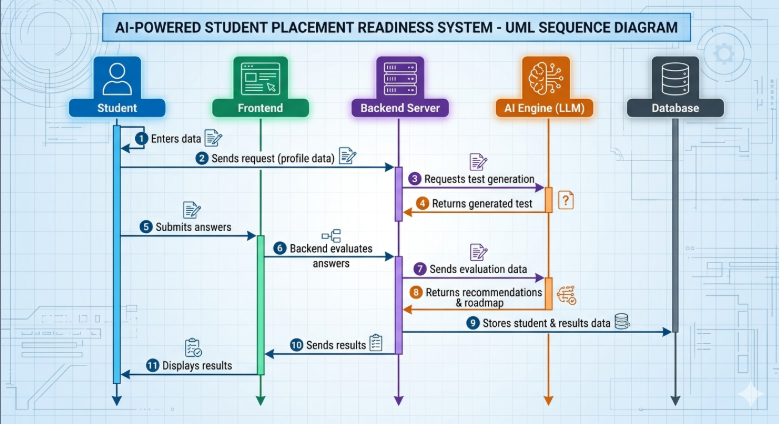 AI-POWERED STUDENT PLACEMENT READINESS SYSTEM - UML SEQUENCE DIAGRAM
Student
Frontend
Backend Server
AI Engine (LLM)
Database
1 Enters data
2 Sends request (profile data)
3 Requests test generation
4 Returns generated test
?
5 Submits answers
6 Backend evaluates
answers
7 Sends evaluation data
8 Returns recommendations
& roadmap
9 Stores student & results data
10 Sends results
11 Displays results